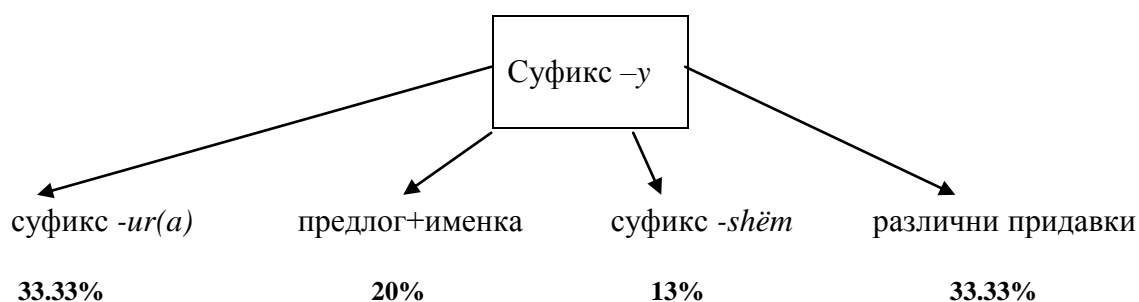 Суфикс –y
суфикс -ur(a) предлог+именка суфикс -shëm различни придавки
33.33% 20% 13% 33.33%